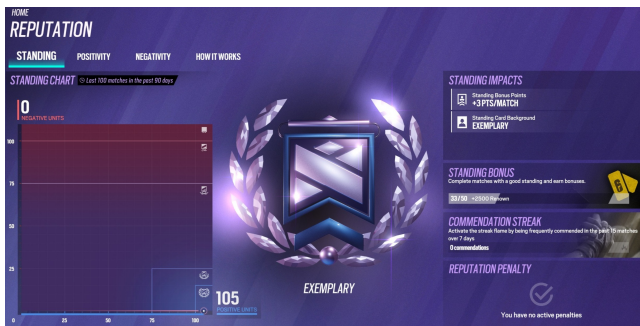 HOME
REPUTATION
STANDING
POSITIVITY
NEGATIVITY
HOW IT WORKS
STANDING CHART
Last 100 matches in the past 90 days
0
NEGATIVE UNITS
100
75
50
25
0
25
50
75
100
105
POSITIVE UNITS
EXEMPLARY
STANDING IMPACTS
Standing Bonus Points
+3 PTS/MATCH
Standing Card Background
EXEMPLARY
STANDING BONUS
Complete matches with a good standing and earn bonuses.
33/50 +2500 Renown
6
COMMENDATION STREAK
Activate the streak flame by being frequently commended in the past 15 matches
over 7 days
0 commendations
REPUTATION PENALTY
You have no active penalties